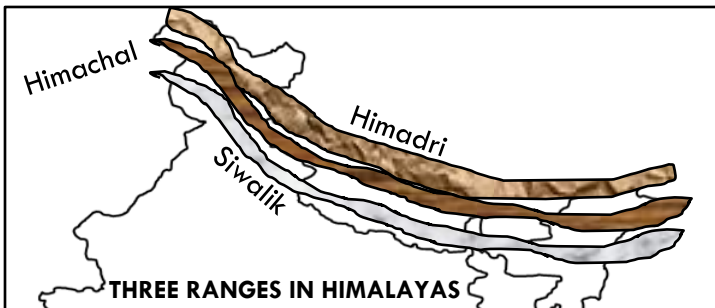 Himachal
Himadri
Siwalik
THREE RANGES IN HIMALAYAS